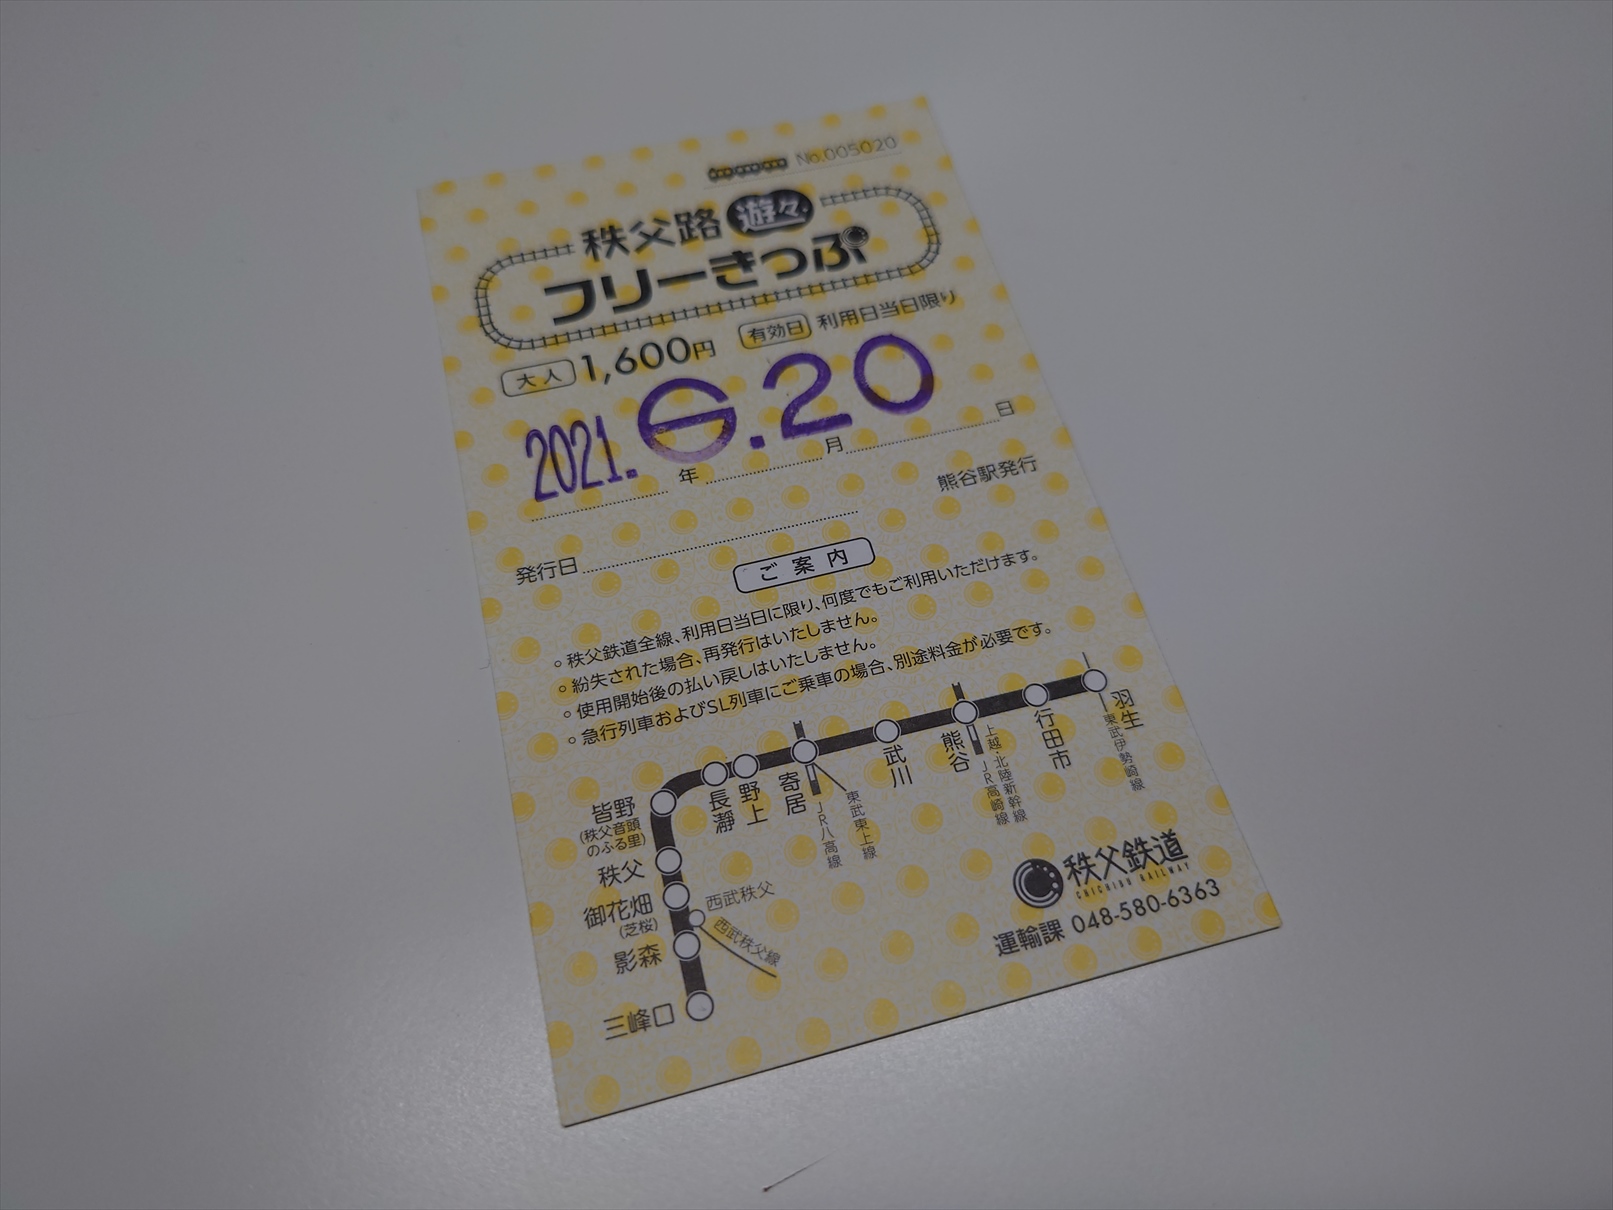 No.005020
秩父路 遊々
フリーきっぷ
大人 1,600円 有効日 利用日当日限り
2021. 6.20
年 月 日
熊谷駅発行
発行日
ご案内
○秩父鉄道全線、利用日当日に限り、何度でもご利用いただけます。
○紛失された場合、再発行はいたしません。
○使用開始後の払い戻しはいたしません。
○急行列車およびSL列車にご乗車の場合、別途料金が必要です。
羽生
東武伊勢崎線
行田市
熊谷
上越・北陸新幹線
JR高崎線
武川
寄居
東武東上線
JR八高線
野上
長瀞
皆野
(秩父音頭
のふる里)
秩父
御花畑
(芝桜)
西武秩父
西武秩父線
影森
三峰口
秩父鉄道
CHICHIBU RAILWAY
運輸課 048-580-6363